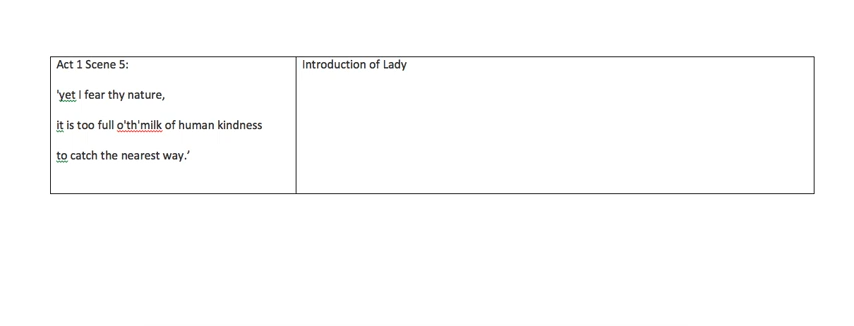 Act 1 Scene 5:
'yet I fear thy nature,
it is too full o'th'milk of human kindness
to catch the nearest way.'
Introduction of Lady